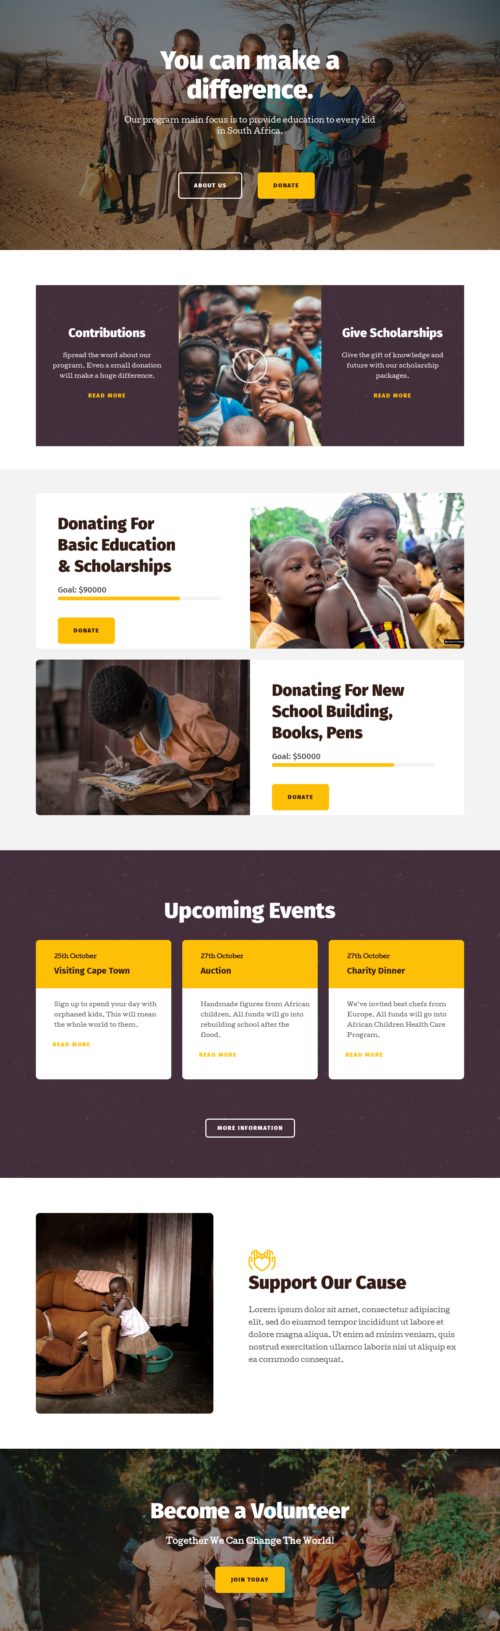 You can make a
difference.
Our program main focus is to provide education to every kid
in South Africa.
ABOUT US
DONATE
Contributions
Spread the word about our
program. Even a small donation
will make a huge difference.
READ MORE
Give Scholarships
Give the gift of knowledge and
future with our scholarship
packages.
READ MORE
Donating For
Basic Education
& Scholarships
Goal: $90000
DONATE
Donating For New
School Building,
Books, Pens
Goal: $50000
DONATE
Upcoming Events
25th October
Visiting Cape Town
Sign up to spend your day with
orphaned kids. This will mean
the whole world to them.
READ MORE
27th October
Auction
Handmade figures from African
children. All funds will go into
rebuilding school after the
flood.
READ MORE
27th October
Charity Dinner
We've invited best chefs from
Europe. All funds will go into
African Children Health Care
Program.
READ MORE
MORE INFORMATION
Support Our Cause
Lorem ipsum dolor sit amet, consectetur adipiscing
elit, sed do eiusmod tempor incididunt ut labore et
dolore magna aliqua. Ut enim ad minim veniam, quis
nostrud exercitation ullamco laboris nisi ut aliquip ex
ea commodo consequat.
Become a Volunteer
Together We Can Change The World!
JOIN TODAY